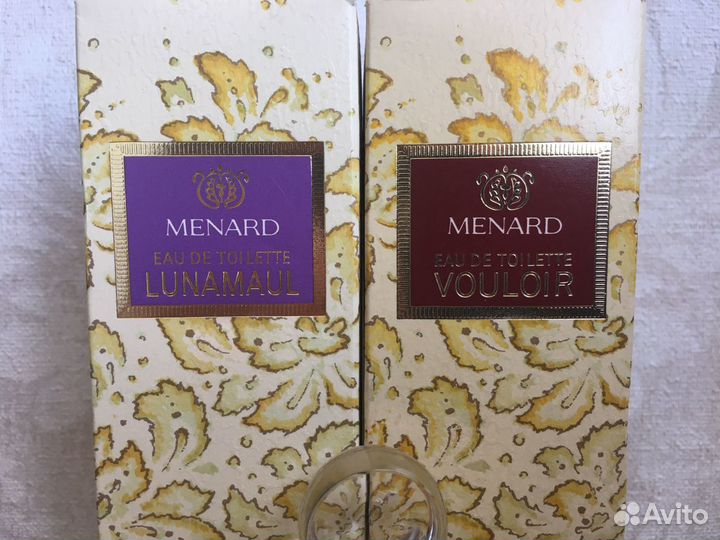 MENARD
EAU DE TOILETTE
LUNAMAUL
MENARD
EAU DE TOILETTE
VOULOIR
Avito